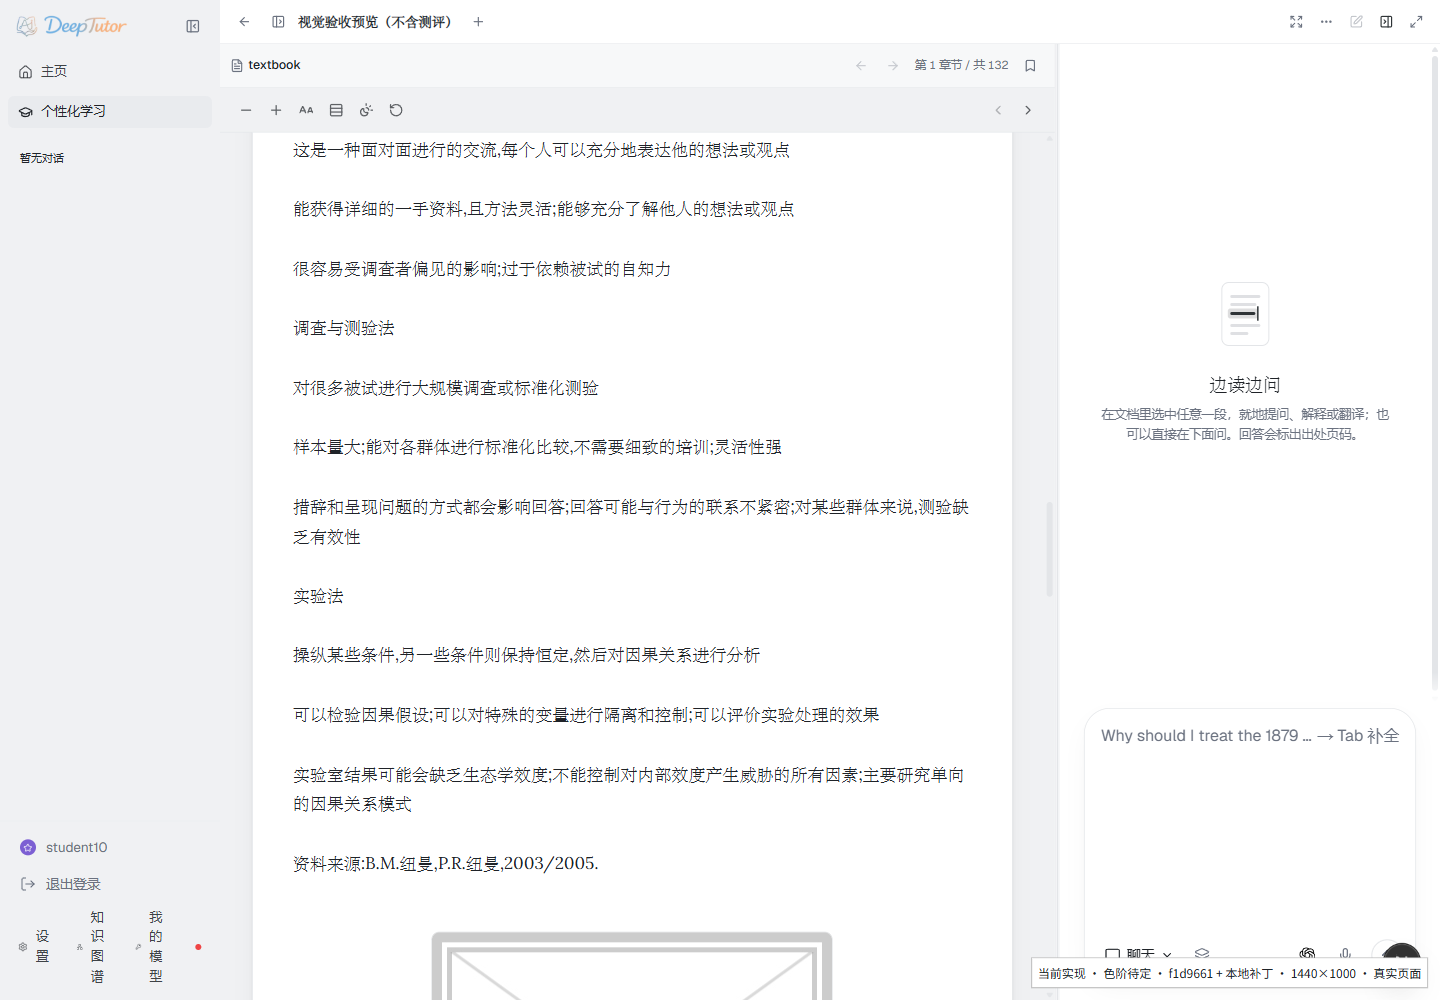 DeepTutor
主页
个性化学习
暂无对话
student10
退出登录
设置
知识图谱
我的模型
视觉验收预览（不含测评）
textbook
第 1 章节 / 共 132
AA
这是一种面对面进行的交流,每个人可以充分地表达他的想法或观点
能获得详细的一手资料,且方法灵活;能够充分了解他人的想法或观点
很容易受调查者偏见的影响;过于依赖被试的自知力
调查与测验法
对很多被试进行大规模调查或标准化测验
样本量大;能对各群体进行标准化比较,不需要细致的培训;灵活性强
措辞和呈现问题的方式都会影响回答;回答可能与行为的联系不紧密;对某些群体来说,测验缺
乏有效性
实验法
操纵某些条件,另一些条件则保持恒定,然后对因果关系进行分析
可以检验因果假设;可以对特殊的变量进行隔离和控制;可以评价实验处理的效果
实验室结果可能会缺乏生态学效度;不能控制对内部效度产生威胁的所有因素;主要研究单向
的因果关系模式
资料来源:B.M.纽曼,P.R.纽曼,2003/2005.
边读边问
在文档里选中任意一段，就地提问、解释或翻译；也
可以直接在下面问。回答会标出出处页码。
Why should I treat the 1879 ... → Tab 补全
聊天
当前实现 · 色阶待定 · f1d9661 + 本地补丁 · 1440×1000 · 真实页面